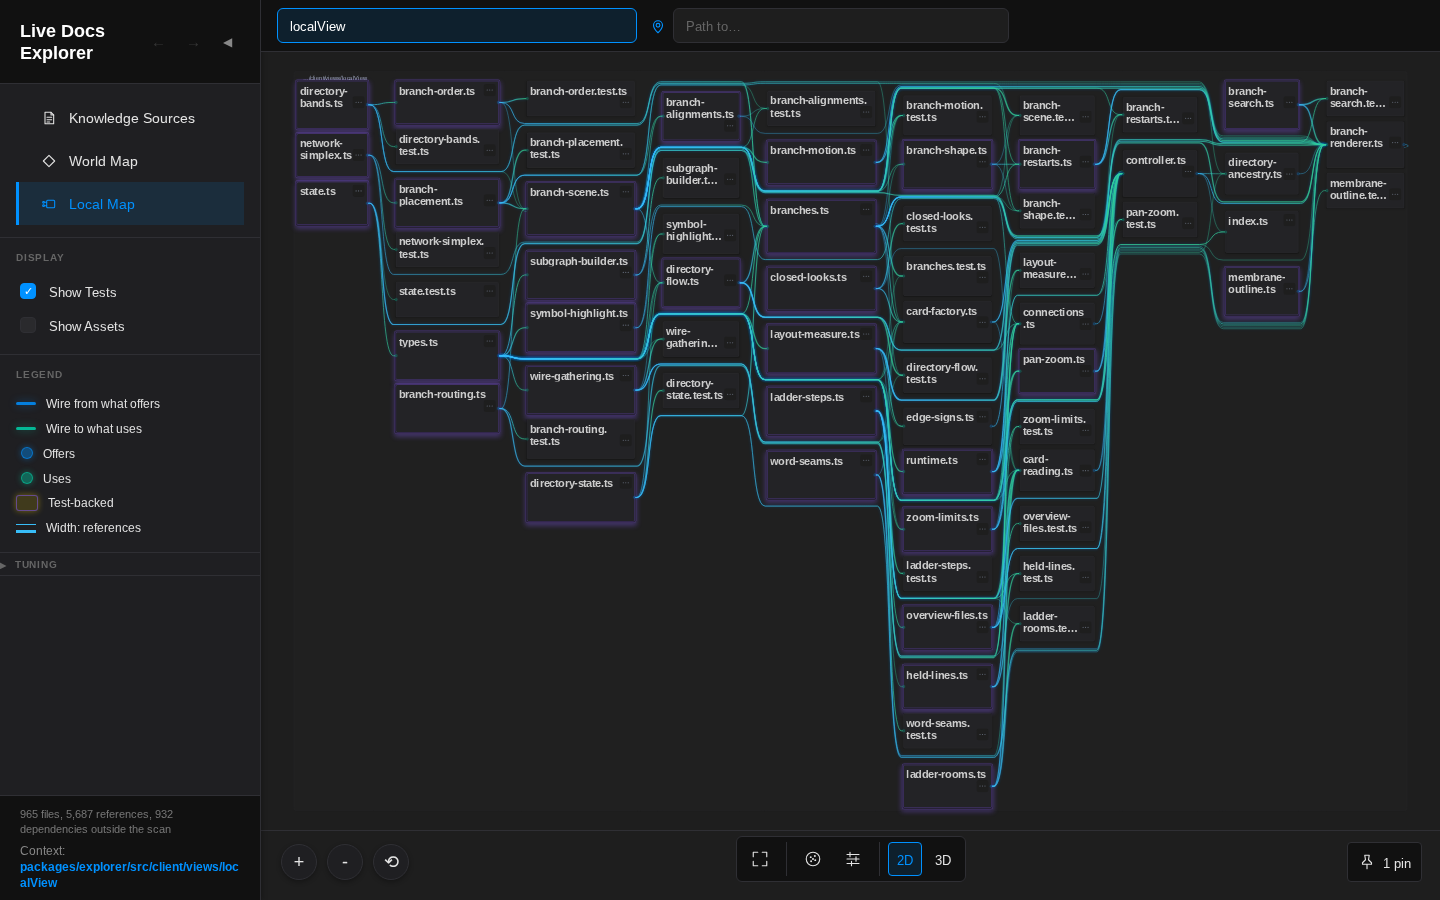 Live Docs
Explorer
← → ◀
Knowledge Sources
World Map
Local Map
DISPLAY
Show Tests
Show Assets
LEGEND
Wire from what offers
Wire to what uses
Offers
Uses
Test-backed
Width: references
TUNING
965 files, 5,687 references, 932
dependencies outside the scan
Context:
packages/explorer/src/client/views/loc
alView
localView
Path to...
directory-
bands.ts
network-
simplex.ts
state.ts
branch-order.ts
directory-bands.
test.ts
branch-
placement.ts
network-simplex.
test.ts
state.test.ts
types.ts
branch-routing.ts
branch-order.test.ts
branch-placement.
test.ts
branch-scene.ts
subgraph-builder.ts
symbol-highlight.ts
wire-gathering.ts
branch-routing.
test.ts
directory-state.ts
branch-
alignments.ts
subgraph-
builder.t...
symbol-
highlight...
directory-
flow.ts
wire-
gatherin...
directory-
state.test.ts
branch-alignments.
test.ts
branch-motion.ts
branches.ts
closed-looks.ts
layout-measure.ts
ladder-steps.ts
word-seams.ts
branch-motion.
test.ts
branch-shape.ts
closed-looks.
test.ts
branches.test.ts
card-factory.ts
directory-flow.
test.ts
edge-signs.ts
runtime.ts
zoom-limits.ts
ladder-steps.
test.ts
overview-files.ts
held-lines.ts
word-seams.
test.ts
ladder-rooms.ts
branch-
scene.te...
branch-
restarts.ts
branch-
shape.te...
layout-
measure...
connections
.ts
pan-zoom.ts
zoom-limits.
test.ts
card-
reading.ts
overview-
files.test.ts
held-lines.
test.ts
ladder-
rooms.te...
branch-
restarts.t...
controller.ts
pan-zoom.
test.ts
branch-
search.ts
directory-
ancestry.ts
index.ts
membrane-
outline.ts
branch-
search.te...
branch-
renderer.ts
membrane-
outline.te...
+ - ⟲
2D 3D
1 pin